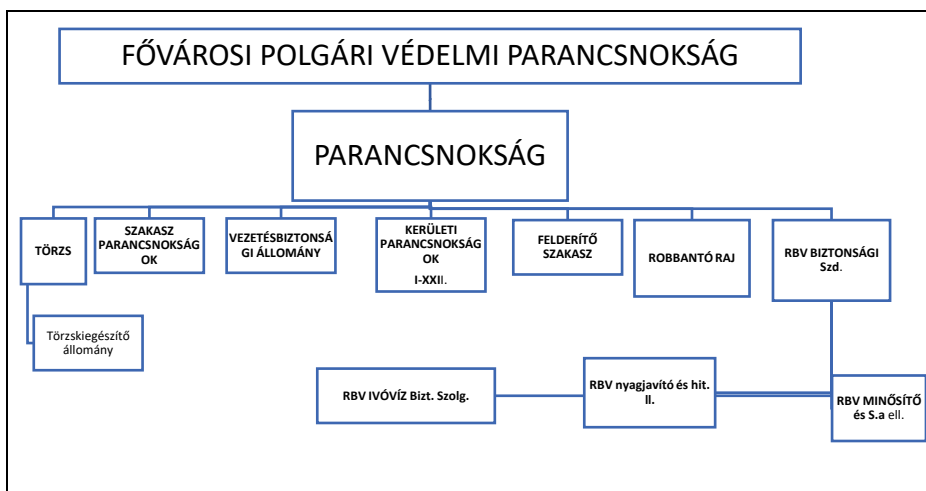 FŐVÁROSI POLGÁRI VÉDELMI PARANCSNOKSÁG
PARANCSNOKSÁG
TÖRZS
SZAKASZ
PARANCSNOKSÁG
OK
VEZETÉSBIZTONSÁ
GI ÁLLOMÁNY
KERÜLETI
PARANCSNOKSÁG
OK
I-XXII.
FELDERÍTŐ
SZAKASZ
ROBBANTÓ RAJ
RBV BIZTONSÁGI
Szd.
Törzskiegészítő
állomány
RBV IVÓVÍZ Bizt. Szolg.
RBV nyagjavító és hit.
II.
RBV MINŐSÍTŐ
és S.a ell.